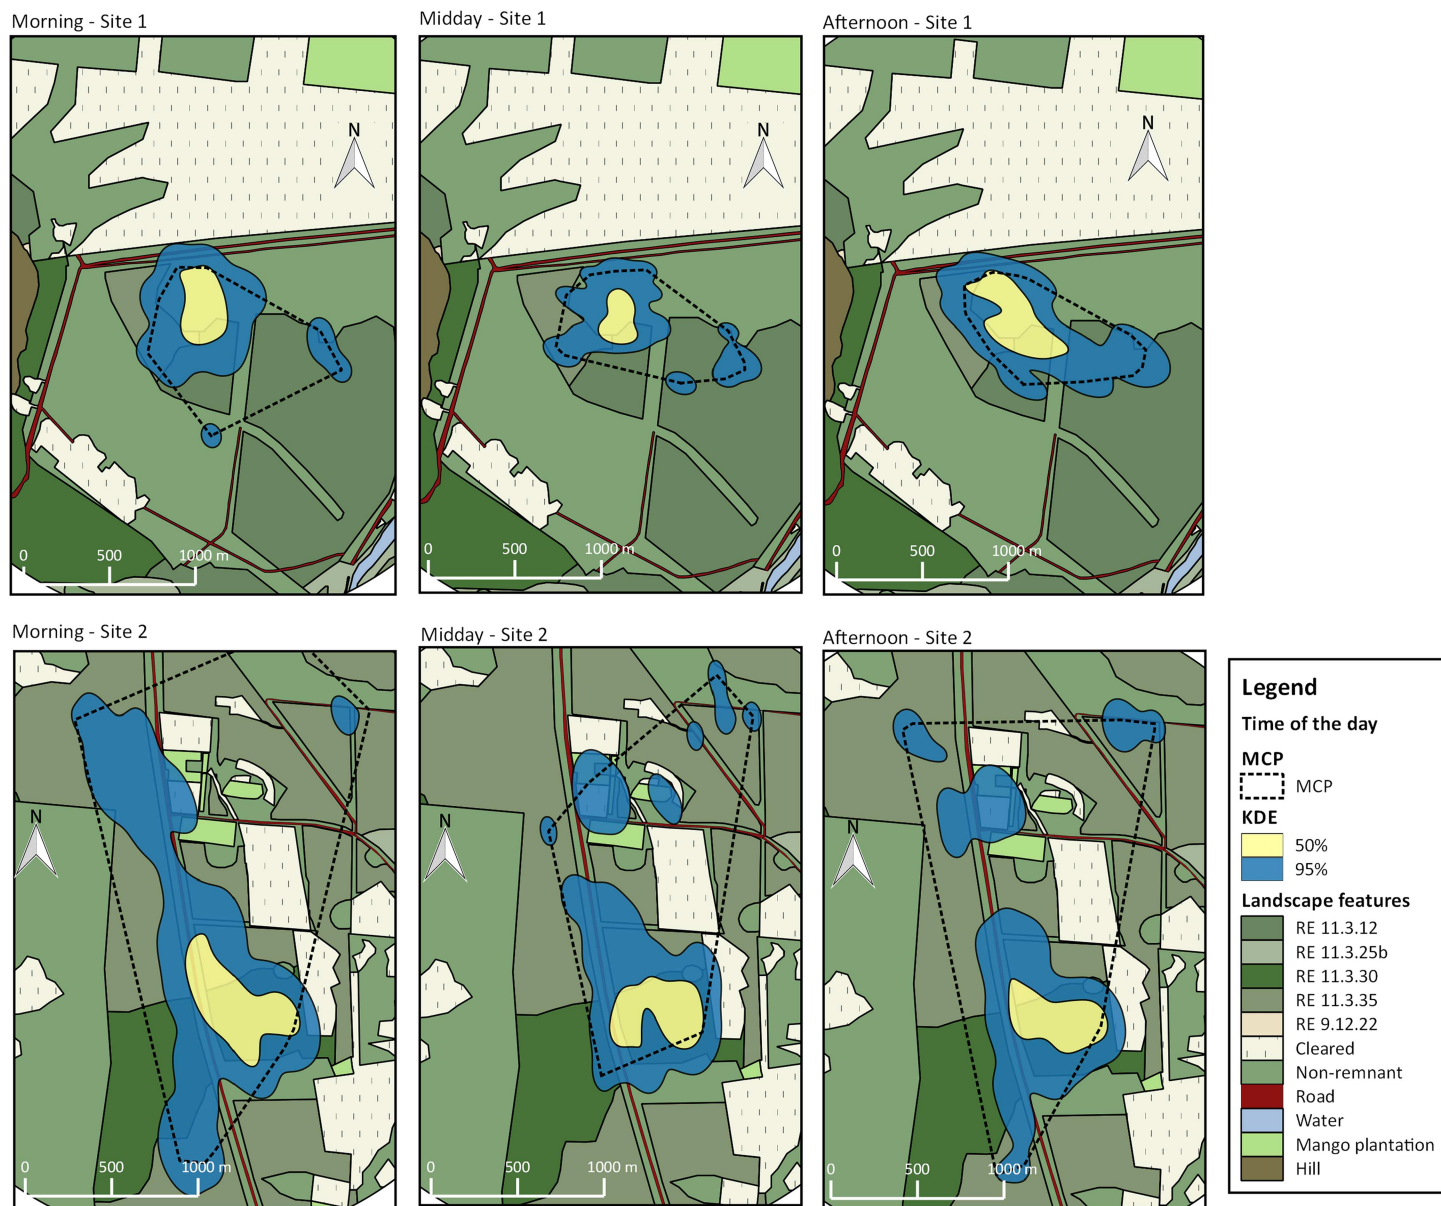 Morning - Site 1
Midday - Site 1
Afternoon - Site 1
N
N
N
0 500 1000 m
0 500 1000 m
0 500 1000 m
Morning - Site 2
Midday - Site 2
Afternoon - Site 2
N
N
N
0 500 1000 m
0 500 1000 m
0 500 1000 m
Legend
Time of the day
MCP
MCP
KDE
50%
95%
Landscape features
RE 11.3.12
RE 11.3.25b
RE 11.3.30
RE 11.3.35
RE 9.12.22
Cleared
Non-remnant
Road
Water
Mango plantation
Hill